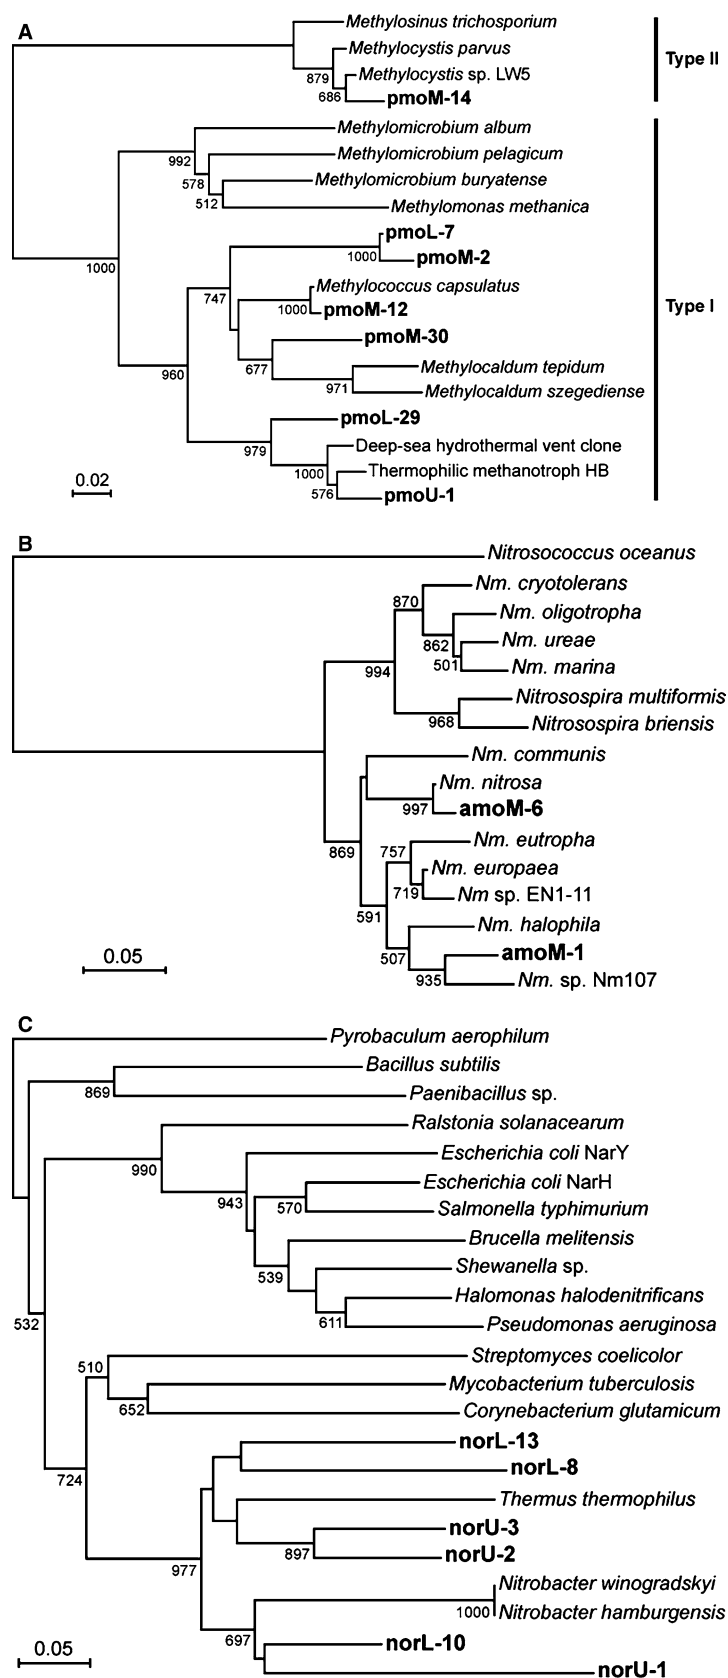 A
Methylosinus trichosporium
Methylocystis parvus
879
Methylocystis sp. LW5
686
pmoM-14
Type II
Methylomicrobium album
992
Methylomicrobium pelagicum
578
Methylomicrobium buryatense
512
Methylomonas methanica
pmoL-7
1000
pmoM-2
1000
747
Methylococcus capsulatus
1000
pmoM-12
Type I
pmoM-30
677
Methylocaldum tepidum
960
971
Methylocaldum szegediense
pmoL-29
979
Deep-sea hydrothermal vent clone
1000
Thermophilic methanotroph HB
0.02
576
pmoU-1
B
Nitrosococcus oceanus
Nm. cryotolerans
870
Nm. oligotropha
862
Nm. ureae
501
Nm. marina
994
Nitrosospira multiformis
968
Nitrosospira briensis
Nm. communis
Nm. nitrosa
997
amoM-6
Nm. eutropha
869
757
Nm. europaea
719
Nm sp. EN1-11
591
Nm. halophila
amoM-1
507
0.05
935
Nm. sp. Nm107
C
Pyrobaculum aerophilum
Bacillus subtilis
869
Paenibacillus sp.
Ralstonia solanacearum
Escherichia coli NarY
990
Escherichia coli NarH
943
570
Salmonella typhimurium
Brucella melitensis
Shewanella sp.
539
Halomonas halodenitrificans
532
611
Pseudomonas aeruginosa
Streptomyces coelicolor
510
Mycobacterium tuberculosis
652
Corynebacterium glutamicum
norL-13
norL-8
724
Thermus thermophilus
norU-3
897
norU-2
977
Nitrobacter winogradskyi
1000
Nitrobacter hamburgensis
697
norL-10
0.05
norU-1